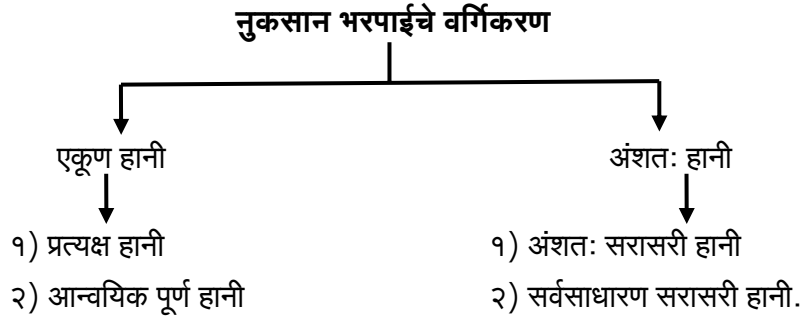 नुकसान भरपाईचे वर्गिकरण
एकूण हानी
अंशतः हानी
१) प्रत्यक्ष हानी
२) आन्वयिक पूर्ण हानी
१) अंशतः सरासरी हानी
२) सर्वसाधारण सरासरी हानी.